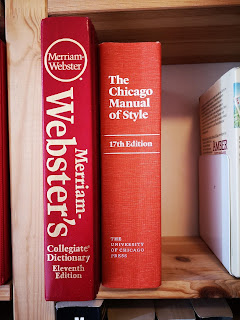 Merriam-
Webster
Merriam-
Webster's
Collegiate®
Dictionary
Eleventh
Edition
The
Chicago
Manual
of Style
17th Edition
THE
UNIVERSITY
OF CHICAGO
PRESS
AMBER